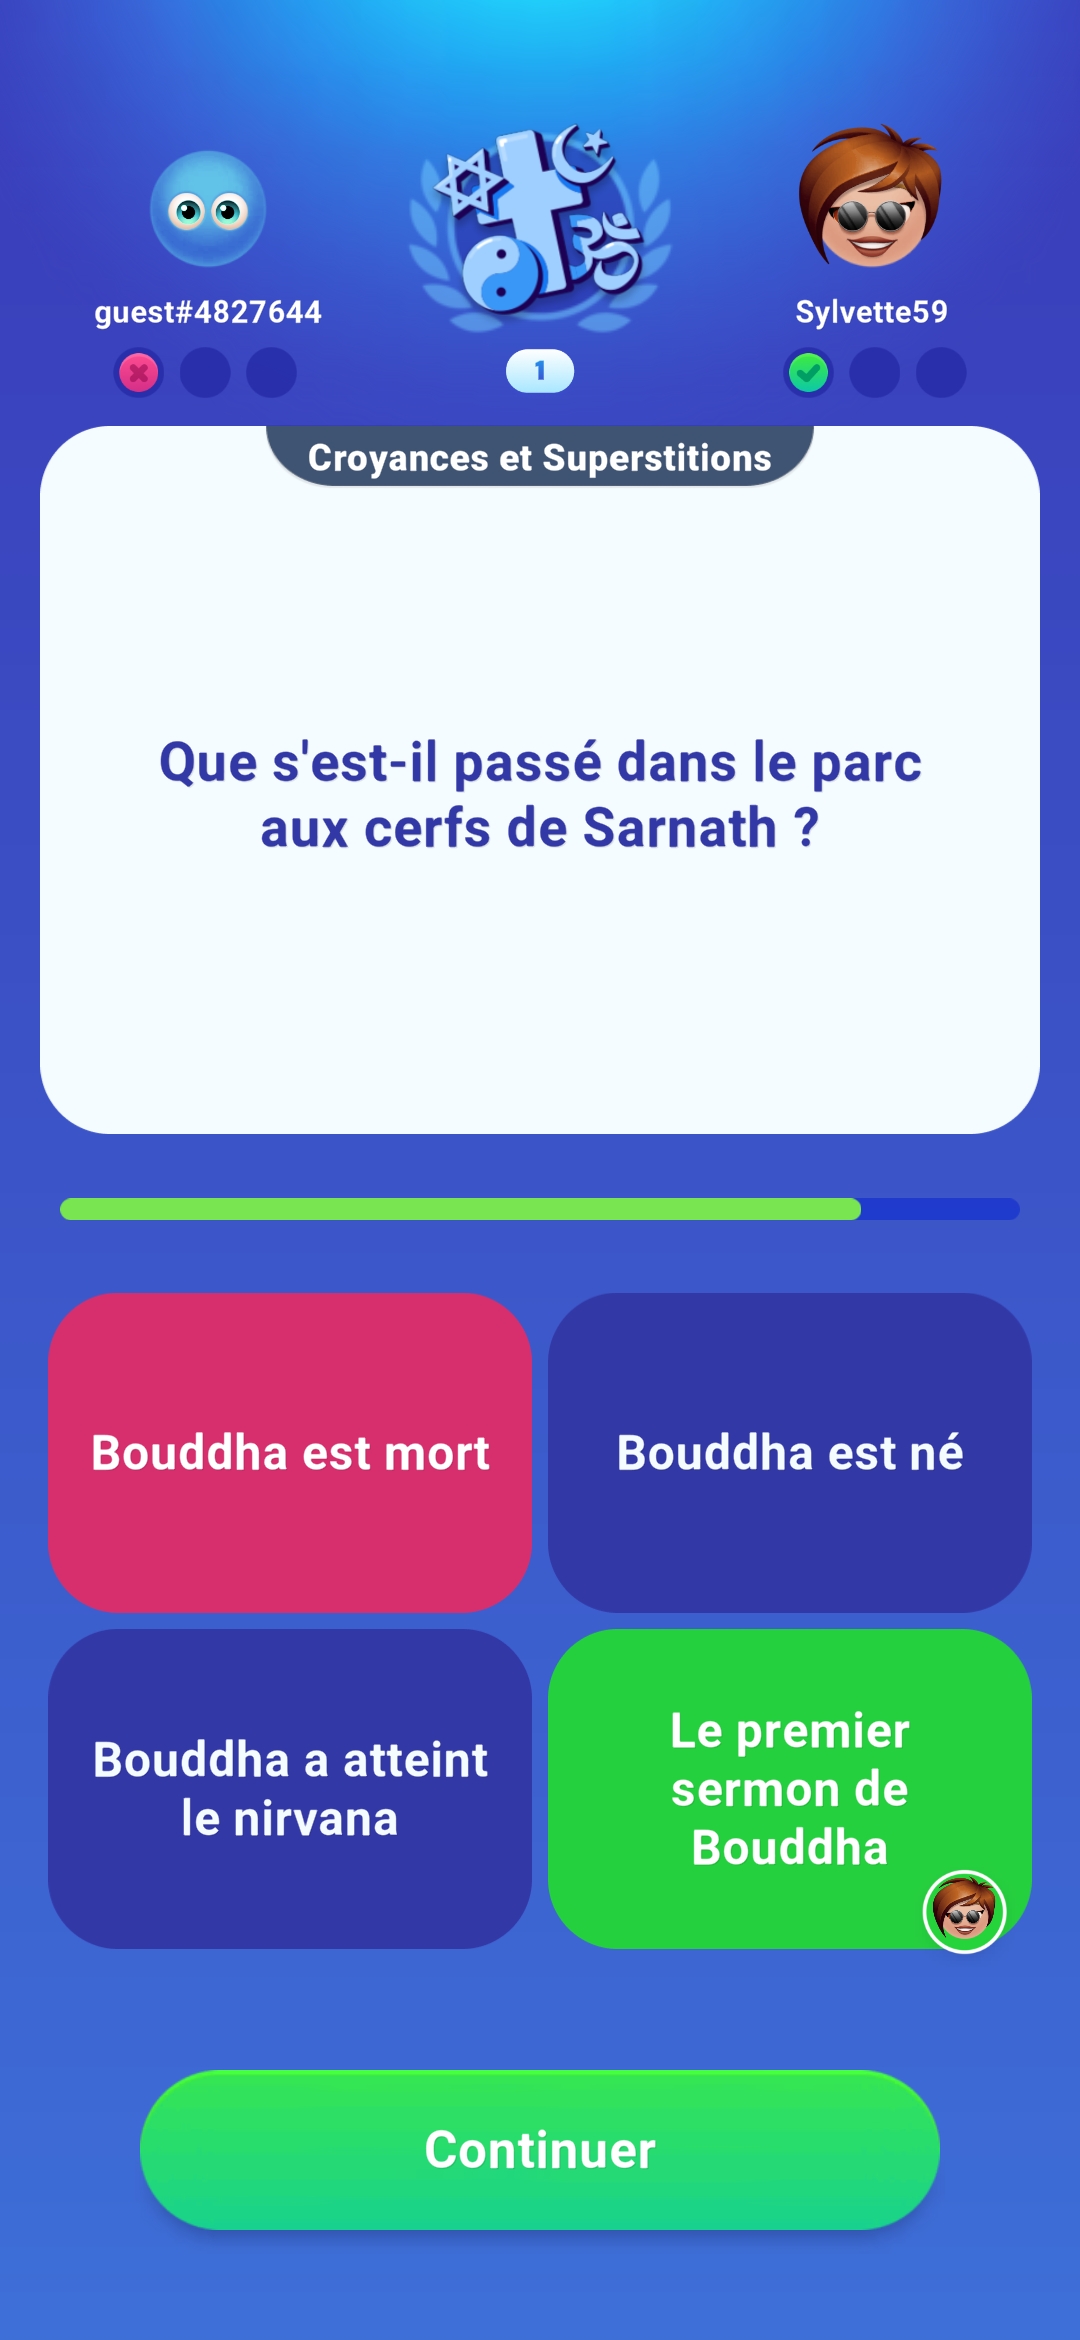 guest#4827644
Sylvette59
1
Croyances et Superstitions
Que s'est-il passé dans le parc
aux cerfs de Sarnath ?
Bouddha est mort
Bouddha est né
Bouddha a atteint
le nirvana
Le premier
sermon de
Bouddha
Continuer